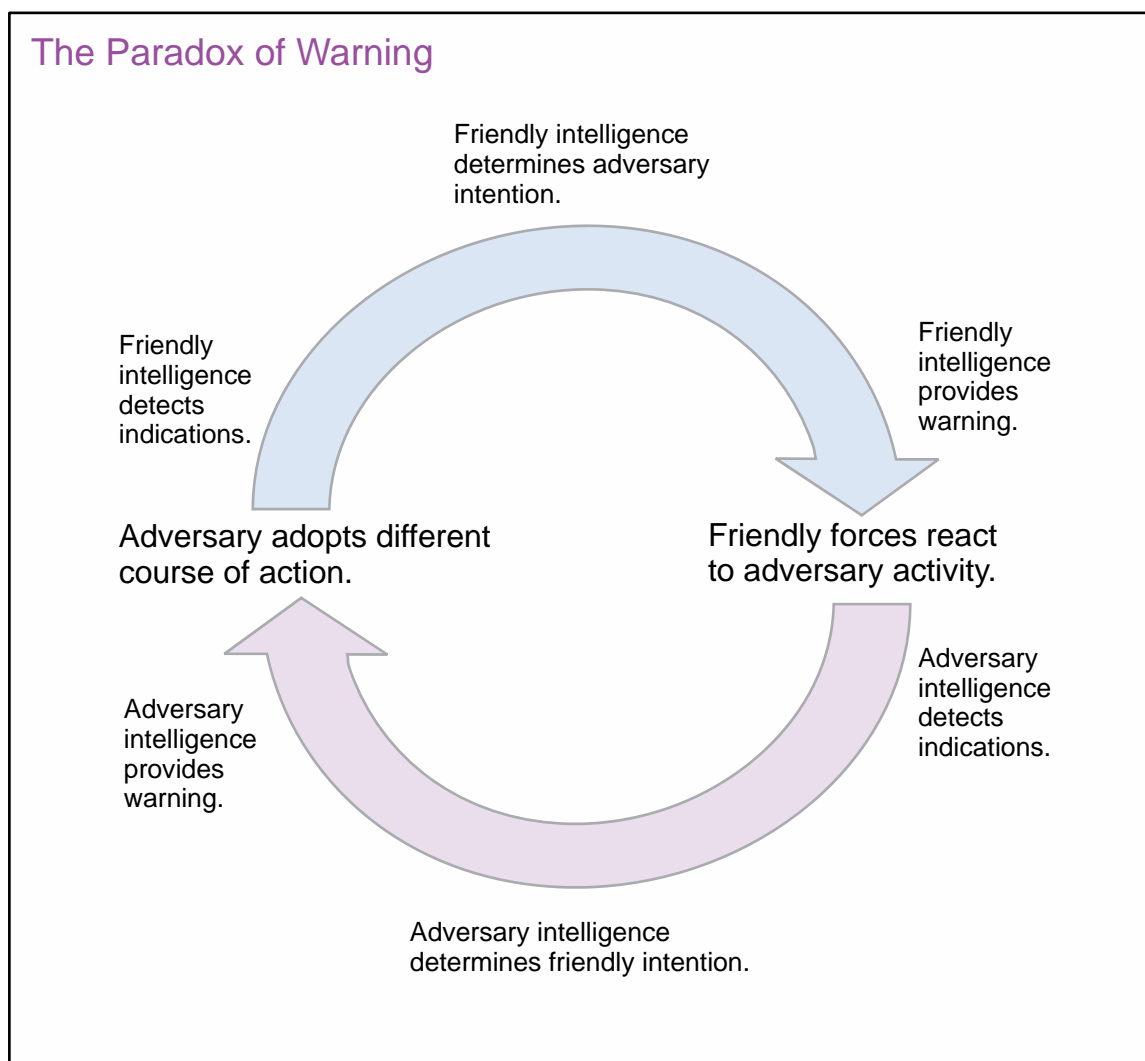 The Paradox of Warning
Friendly intelligence
determines adversary
intention.
Friendly
intelligence
detects
indications.
Friendly
intelligence
provides
warning.
Adversary adopts different
course of action.
Friendly forces react
to adversary activity.
Adversary
intelligence
detects
indications.
Adversary
intelligence
provides
warning.
Adversary intelligence
determines friendly intention.